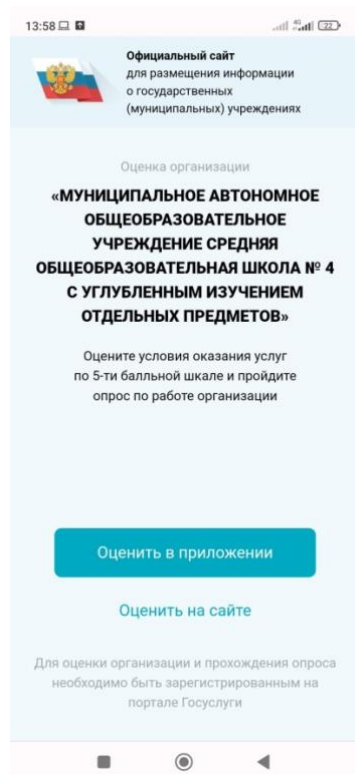 13:58
4G
22
Официальный сайт
для размещения информации
о государственных
(муниципальных) учреждениях
Оценка организации
«МУНИЦИПАЛЬНОЕ АВТОНОМНОЕ
ОБЩЕОБРАЗОВАТЕЛЬНОЕ
УЧРЕЖДЕНИЕ СРЕДНЯЯ
ОБЩЕОБРАЗОВАТЕЛЬНАЯ ШКОЛА № 4
С УГЛУБЛЕННЫМ ИЗУЧЕНИЕМ
ОТДЕЛЬНЫХ ПРЕДМЕТОВ»
Оцените условия оказания услуг
по 5-ти балльной шкале и пройдите
опрос по работе организации
Оценить в приложении
Оценить на сайте
Для оценки организации и прохождения опроса
необходимо быть зарегистрированным на
портале Госуслуги